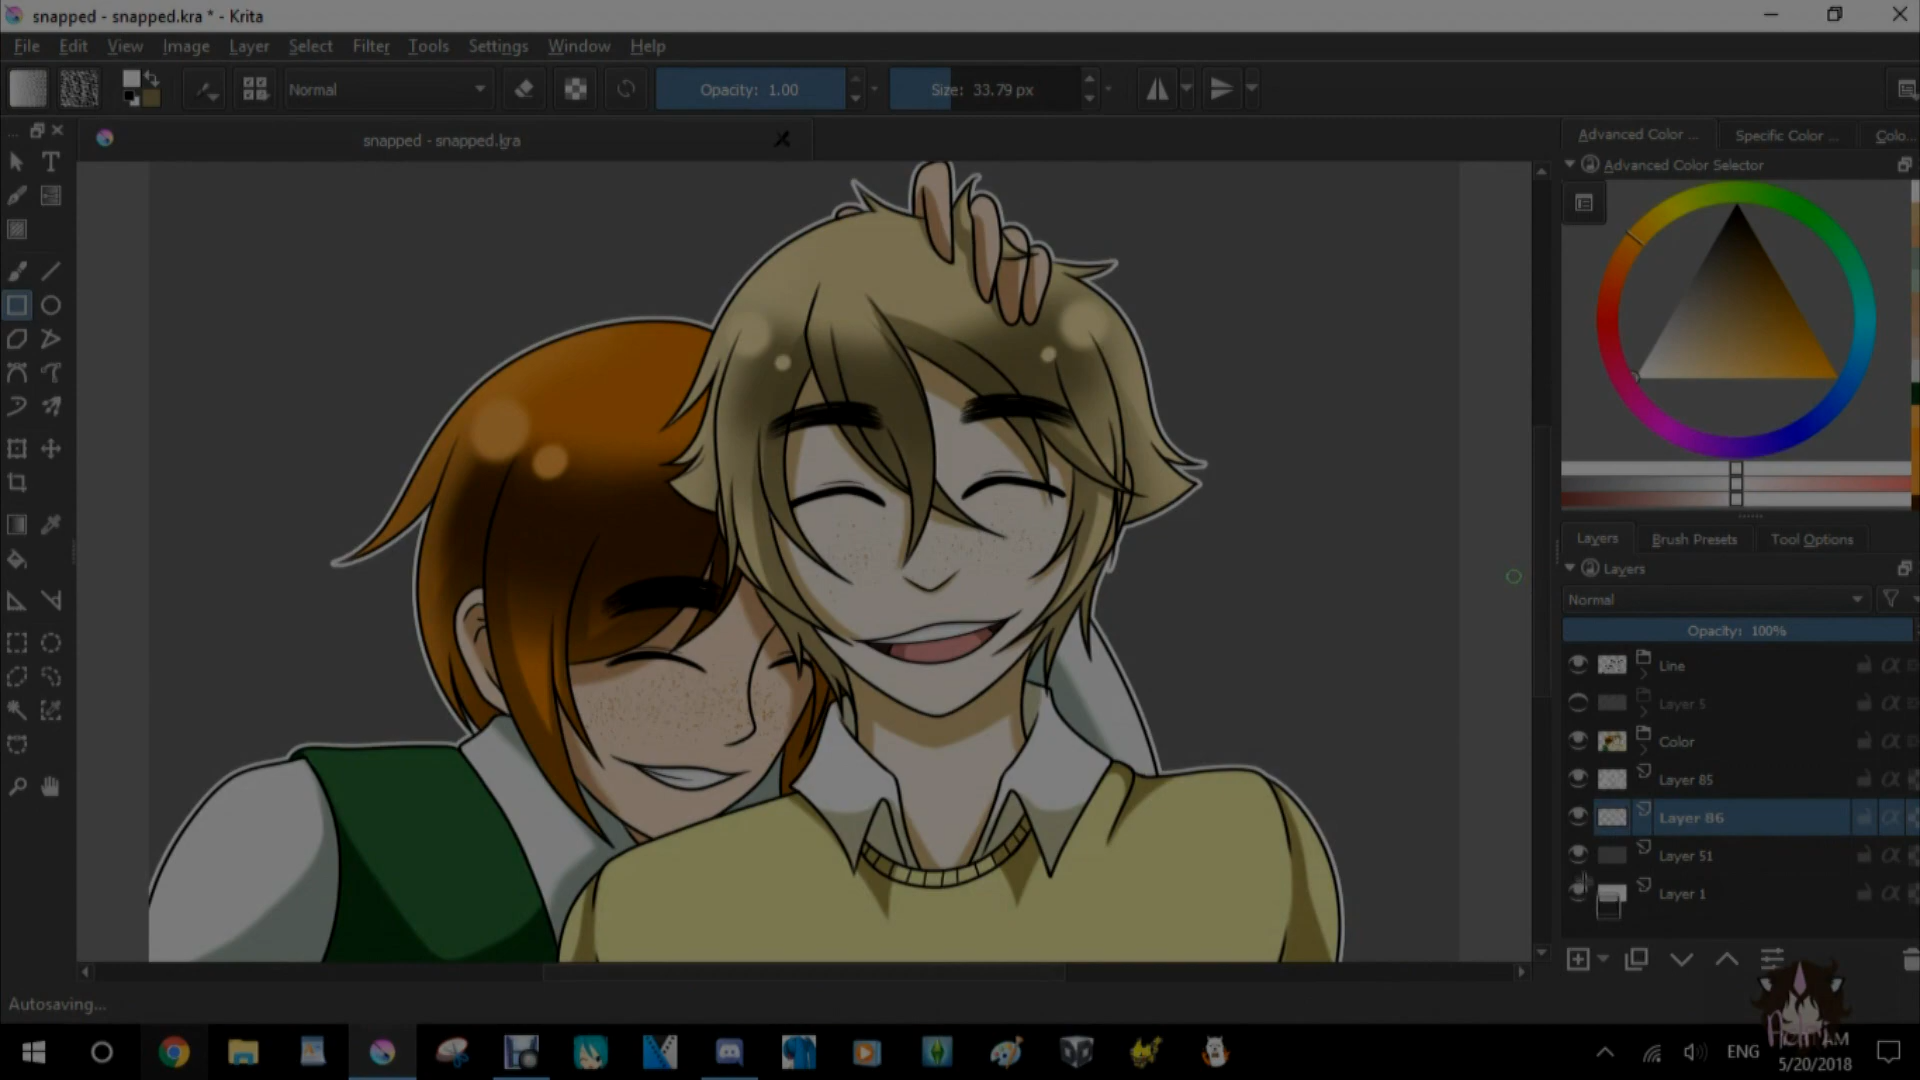 snapped - snapped.kra * - Krita
File Edit View Image Layer Select Filter Tools Settings Window Help
Normal
Opacity: 1.00
Size: 33.79 px
snapped - snapped.kra
Advanced Color ...
Specific Color ...
Colo...
Advanced Color Selector
Layers
Brush Presets
Tool Options
Layers
Normal
Opacity: 100%
Line
Layer 5
Color
Layer 85
Layer 86
Layer 51
Layer 1
Autosaving...
ENG
AM
5/20/2018